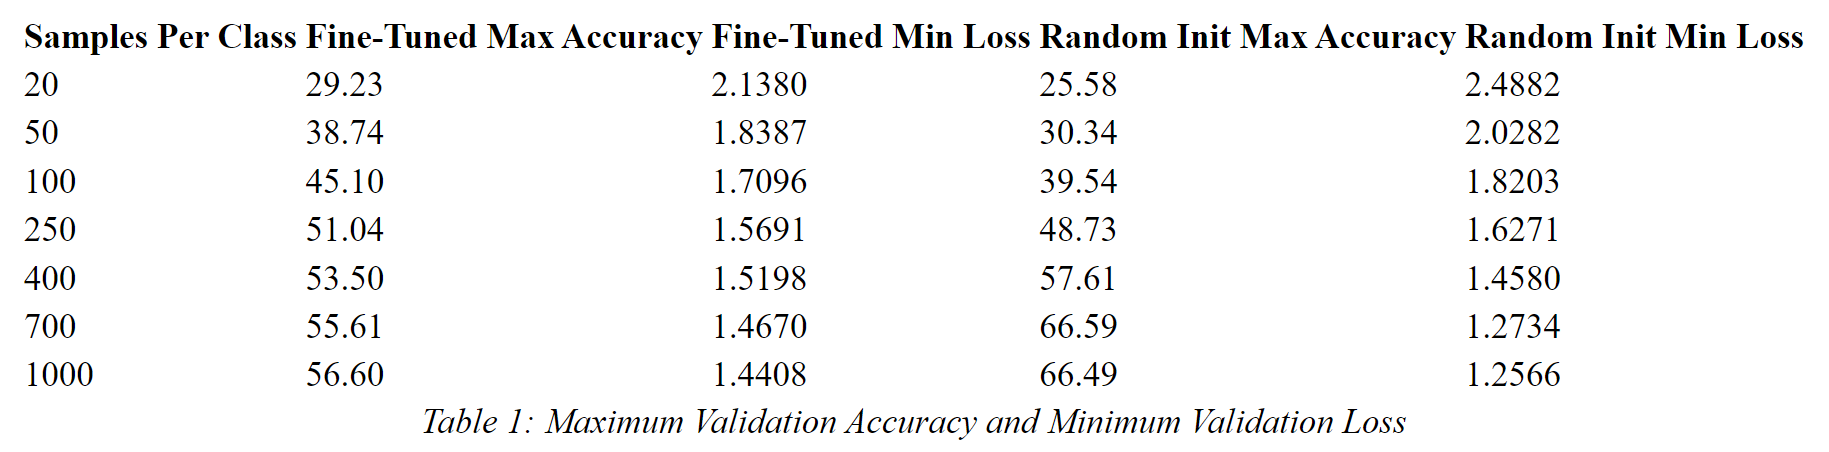 Samples Per Class Fine-Tuned Max Accuracy Fine-Tuned Min Loss Random Init Max Accuracy Random Init Min Loss
20 29.23 2.1380 25.58 2.4882
50 38.74 1.8387 30.34 2.0282
100 45.10 1.7096 39.54 1.8203
250 51.04 1.5691 48.73 1.6271
400 53.50 1.5198 57.61 1.4580
700 55.61 1.4670 66.59 1.2734
1000 56.60 1.4408 66.49 1.2566
Table 1: Maximum Validation Accuracy and Minimum Validation Loss